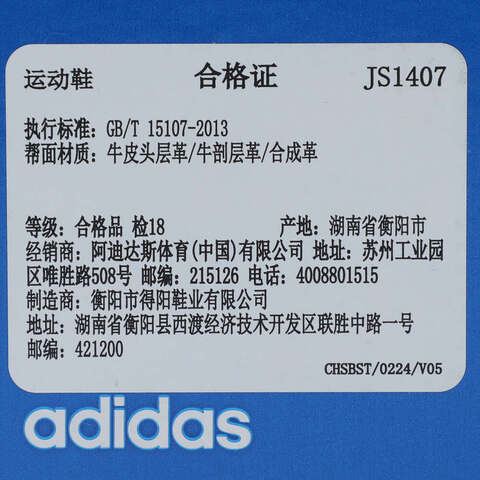 运动鞋 合格证 JS1407
执行标准: GB/T 15107-2013
帮面材质: 牛皮头层革/牛剖层革/合成革
等级: 合格品 检18 产地: 湖南省衡阳市
经销商: 阿迪达斯体育(中国)有限公司 地址: 苏州工业园
区唯胜路508号 邮编: 215126 电话: 4008801515
制造商: 衡阳市得阳鞋业有限公司
地址: 湖南省衡阳县西渡经济技术开发区联胜中路一号
邮编: 421200
CHSBST/0224/V05
adidas